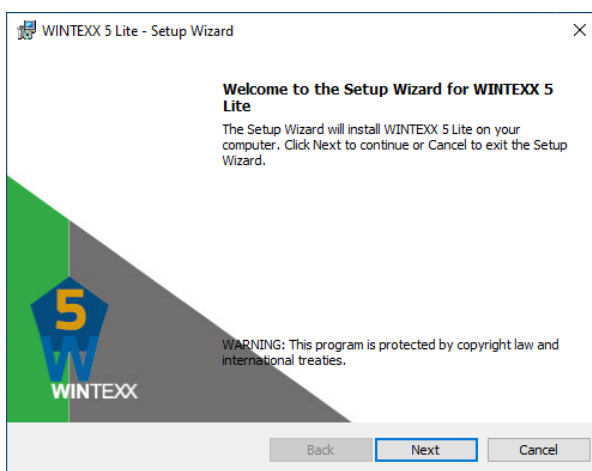 WINTEXX 5 Lite - Setup Wizard
Welcome to the Setup Wizard for WINTEXX 5
Lite
The Setup Wizard will install WINTEXX 5 Lite on your
computer. Click Next to continue or Cancel to exit the Setup
Wizard.
5
W
WINTEXX
WARNING: This program is protected by copyright law and
international treaties.
Back Next Cancel